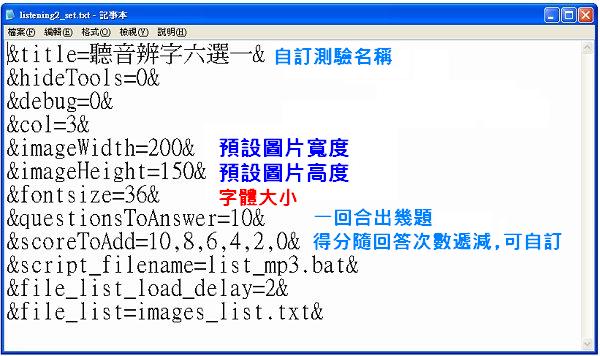 listening2_set.txt - 記事本
檔案(F) 編輯(E) 格式(O) 檢視(V) 說明(H)
&title=聽音辨字六選一& 自訂測驗名稱
&hideTools=0&
&debug=0&
&col=3&
&imageWidth=200& 預設圖片寬度
&imageHeight=150& 預設圖片高度
&fontsize=36& 字體大小
&questionsToAnswer=10& 一回合出幾題
&scoreToAdd=10,8,6,4,2,0& 得分隨回答次數遞減,可自訂
&script_filename=list_mp3.bat&
&file_list_load_delay=2&
&file_list=images_list.txt&